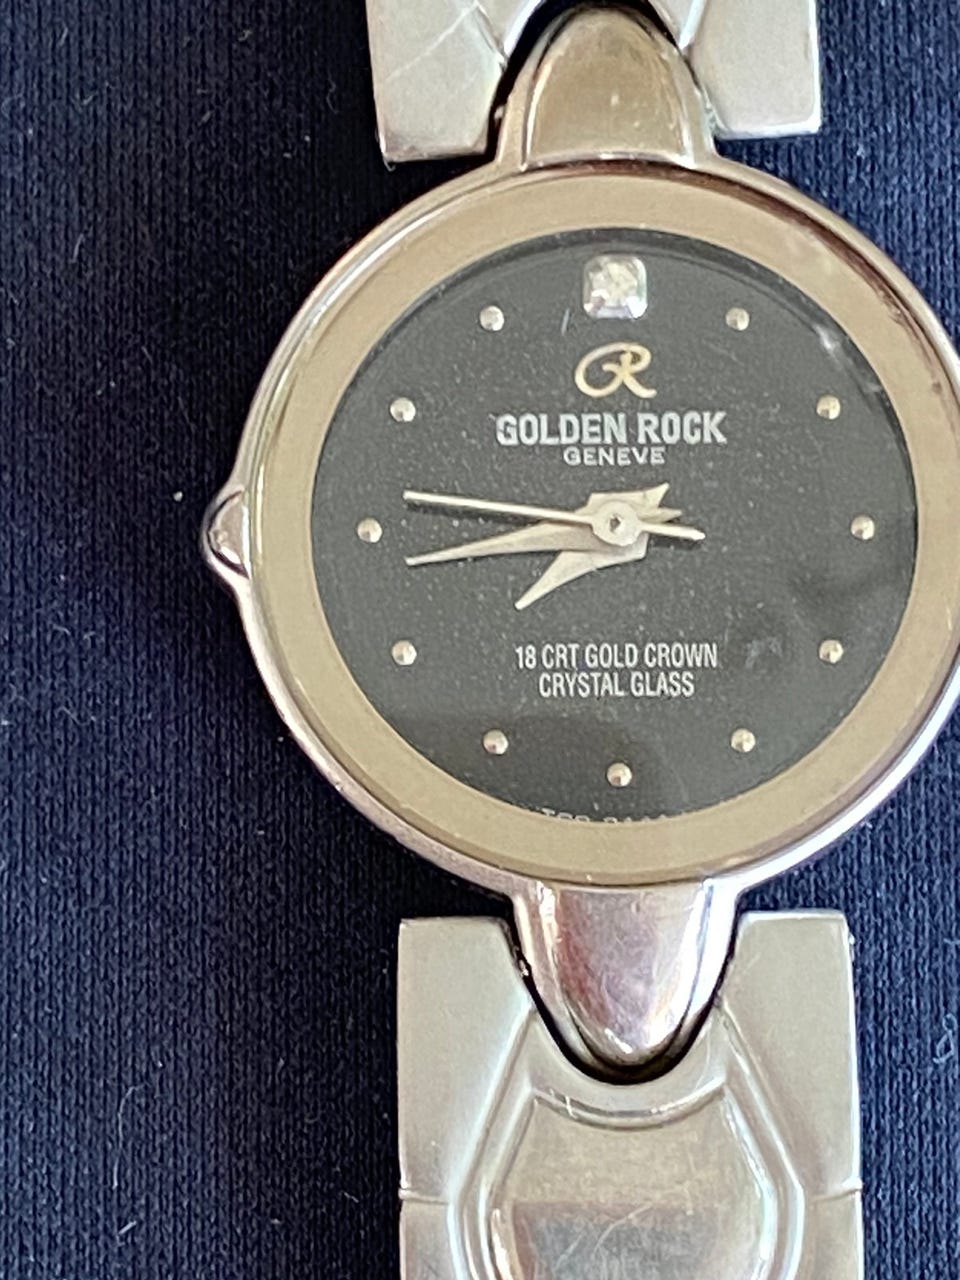 R
GOLDEN ROCK
GENEVE
18 CRT GOLD CROWN
CRYSTAL GLASS